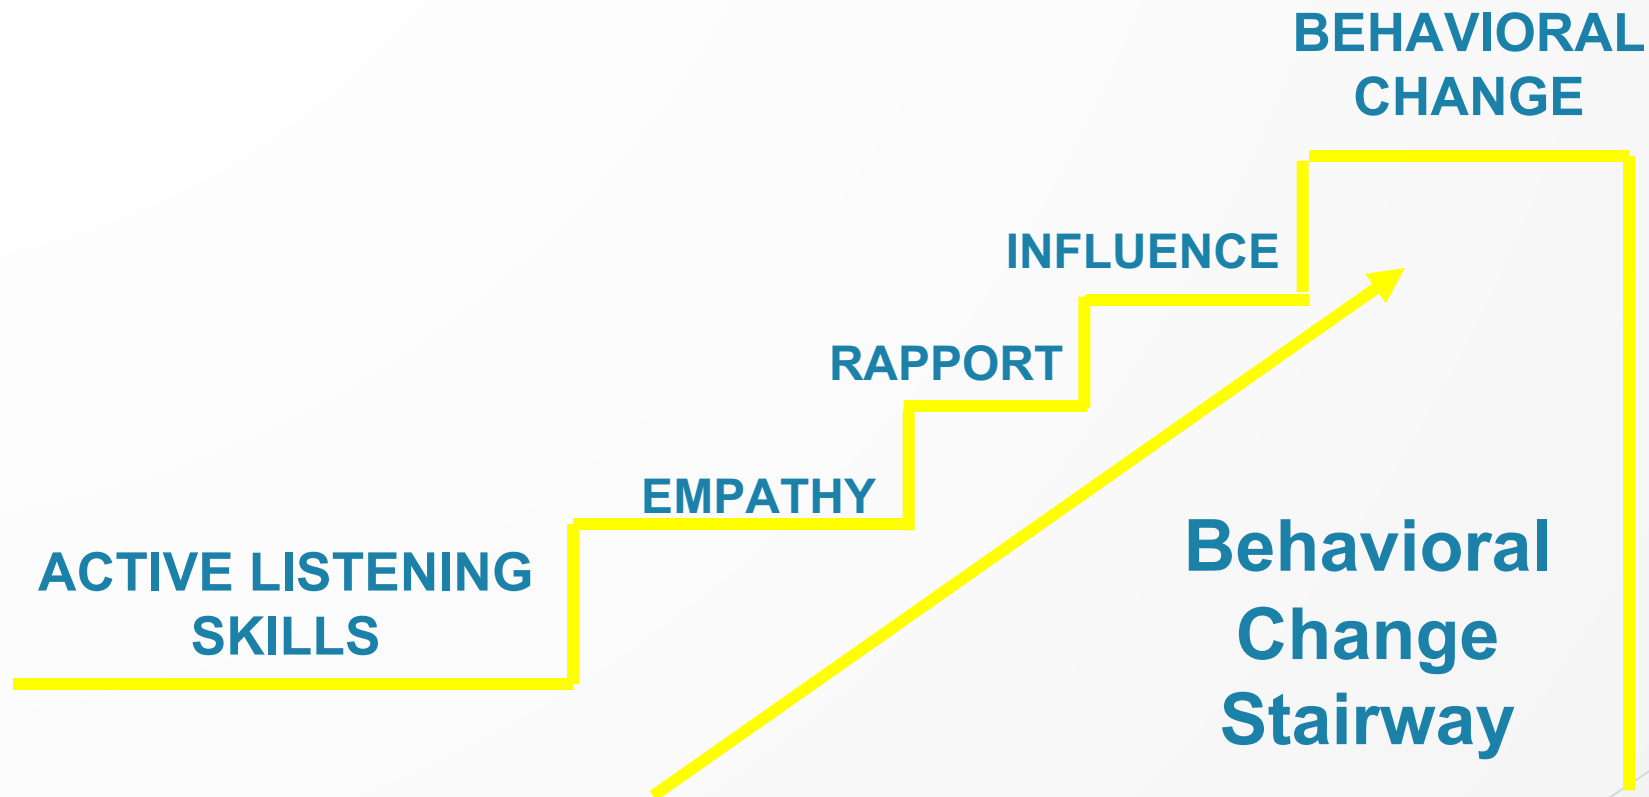 BEHAVIORAL
CHANGE
INFLUENCE
RAPPORT
EMPATHY
ACTIVE LISTENING
SKILLS
Behavioral
Change
Stairway